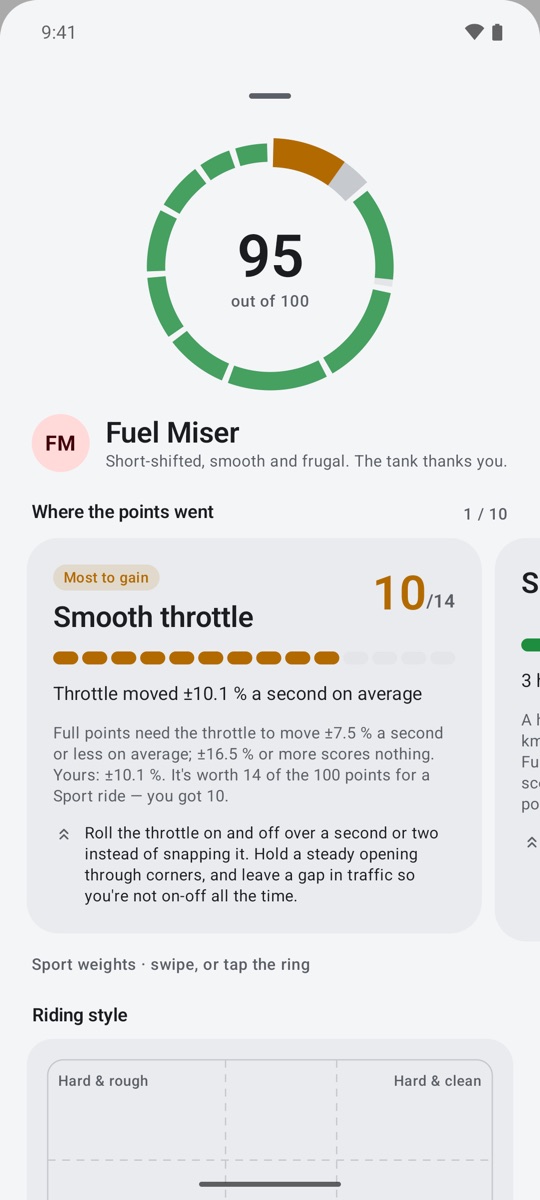 9:41
95
out of 100
FM
Fuel Miser
Short-shifted, smooth and frugal. The tank thanks you.
Where the points went
1 / 10
Most to gain
10/14
Smooth throttle
Throttle moved ±10.1 % a second on average
Full points need the throttle to move ±7.5 % a second
or less on average; ±16.5 % or more scores nothing.
Yours: ±10.1 %. It's worth 14 of the 100 points for a
Sport ride — you got 10.
Roll the throttle on and off over a second or two
instead of snapping it. Hold a steady opening
through corners, and leave a gap in traffic so
you're not on-off all the time.
Sport weights · swipe, or tap the ring
Riding style
Hard & rough
Hard & clean